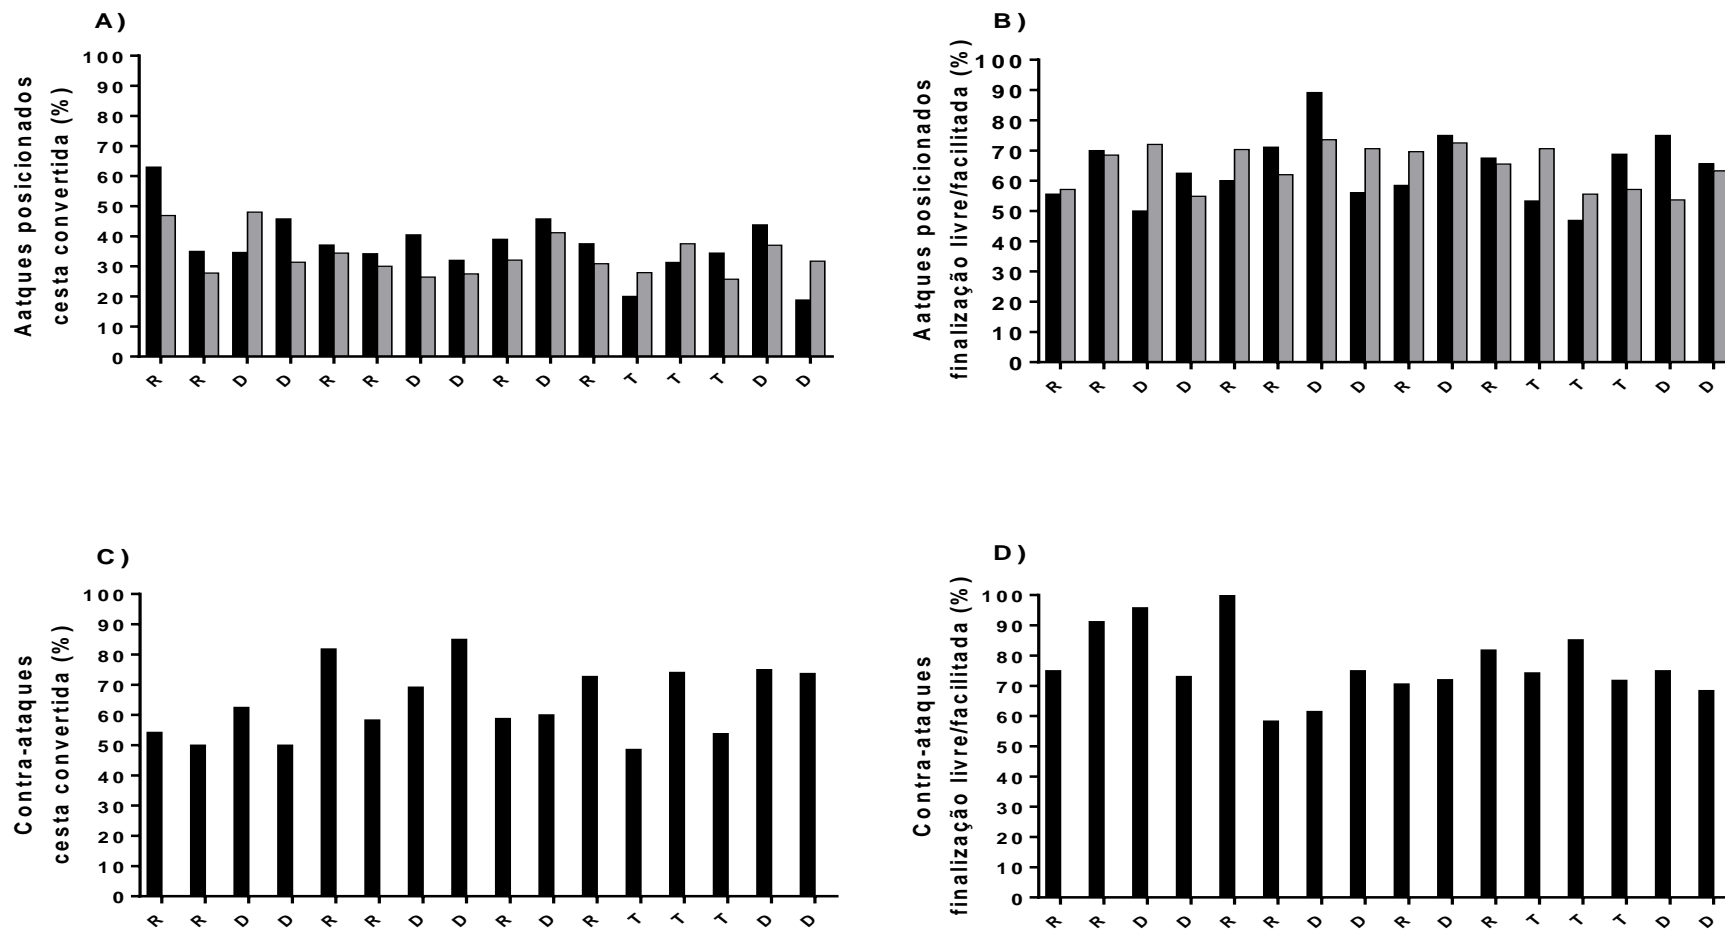 A)
Aatques posicionados
cesta convertida (%)
100
90
80
70
60
50
40
30
20
10
0
R R D D R R D D R D R T T T D D
B)
Aatques posicionados
finalização livre/facilitada (%)
100
90
80
70
60
50
40
30
20
10
0
R R D D R R D D R D R T T T D D
C)
Contra-ataques
cesta convertida (%)
100
90
80
70
60
50
40
30
20
10
0
R R D D R R D D R D R T T T D D
D)
Contra-ataques
finalização livre/facilitada (%)
100
90
80
70
60
50
40
30
20
10
0
R R D D R R D D R D R T T T D D